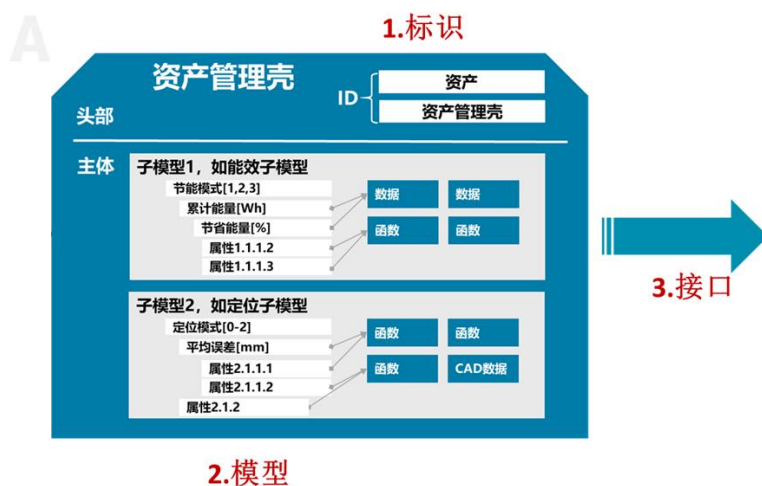 A
1.标识
资产管理壳
ID
资产
资产管理壳
头部
主体
子模型1，如能效子模型
节能模式[1,2,3]
累计能量[Wh]
节省能量[%]
属性1.1.1.2
属性1.1.1.3
数据
数据
函数
函数
子模型2，如定位子模型
定位模式[0-2]
平均误差[mm]
属性2.1.1.1
属性2.1.1.2
属性2.1.2
函数
函数
函数
CAD数据
3.接口
2.模型